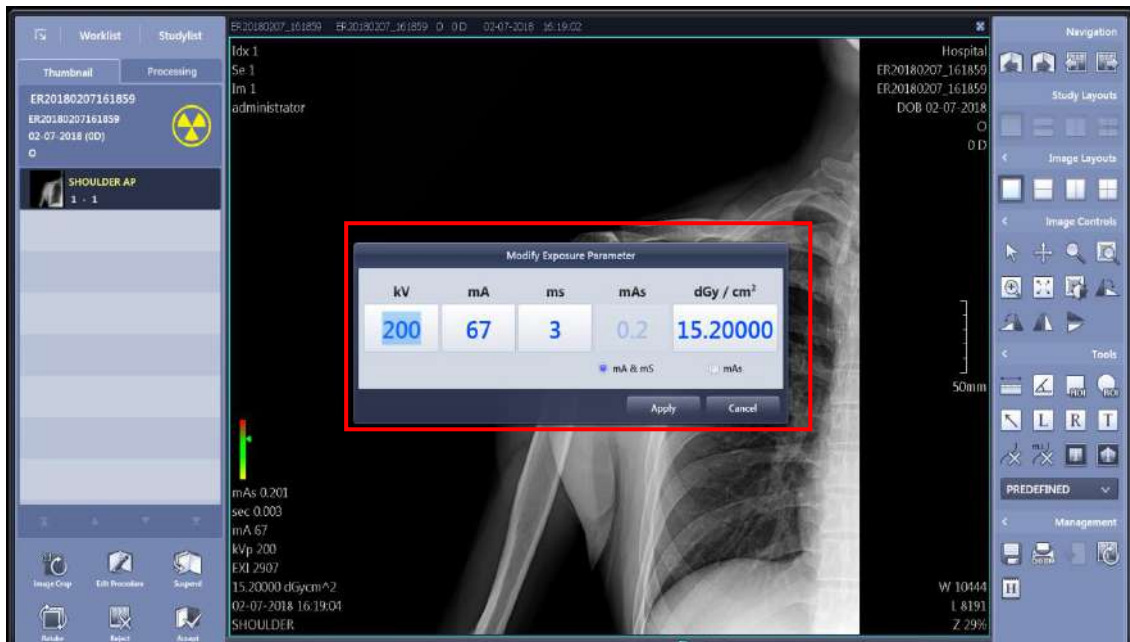 Worklist
Studylist
Thumbnail
Processing
ER20180207161859
ER20180207161859
02-07-2018 (0D)
O
SHOULDER AP
1 - 1
Image Crop
Edit Procedure
Suspend
Retake
Reject
Accept
ER20180207_161859 ER20180207_161859 O 0D 02-07-2018 16:19:02
Idx 1
Se 1
Im 1
administrator
Hospital
ER20180207_161859
ER20180207_161859
DOB 02-07-2018
O
0 D
Modify Exposure Parameter
kV mA ms mAs dGy / cm²
200 67 3 0.2 15.20000
mA & mS mAs
Apply Cancel
50mm
mAs 0.201
sec 0.003
mA 67
kVp 200
EXI 2907
15.20000 dGycm^2
02-07-2018 16:19:04
SHOULDER
W 10444
L 8191
Z 29%
Navigation
Study Layouts
Image Layouts
Image Controls
Tools
ROI ROI
L R T
PREDEFINED
Management
H